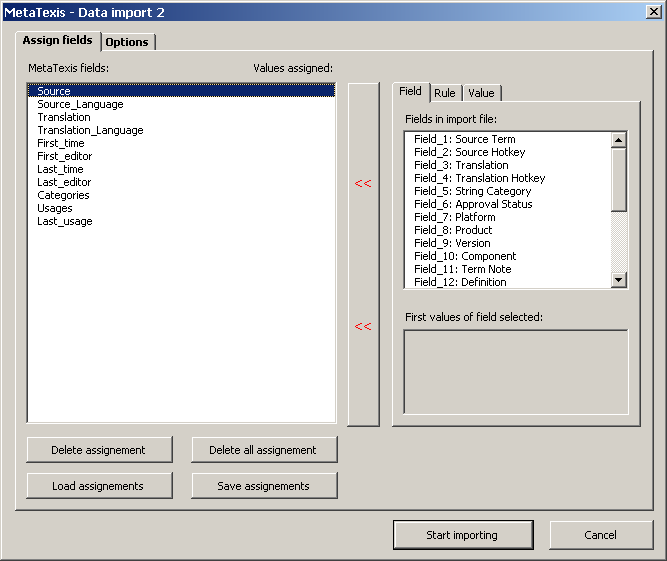 MetaTexis - Data import 2
Assign fields
Options
MetaTexis fields:
Values assigned:
Source
Source_Language
Translation
Translation_Language
First_time
First_editor
Last_time
Last_editor
Categories
Usages
Last_usage
<<
<<
Field
Rule
Value
Fields in import file:
Field_1: Source Term
Field_2: Source Hotkey
Field_3: Translation
Field_4: Translation Hotkey
Field_5: String Category
Field_6: Approval Status
Field_7: Platform
Field_8: Product
Field_9: Version
Field_10: Component
Field_11: Term Note
Field_12: Definition
First values of field selected:
Delete assignement
Delete all assignement
Load assignements
Save assignements
Start importing
Cancel